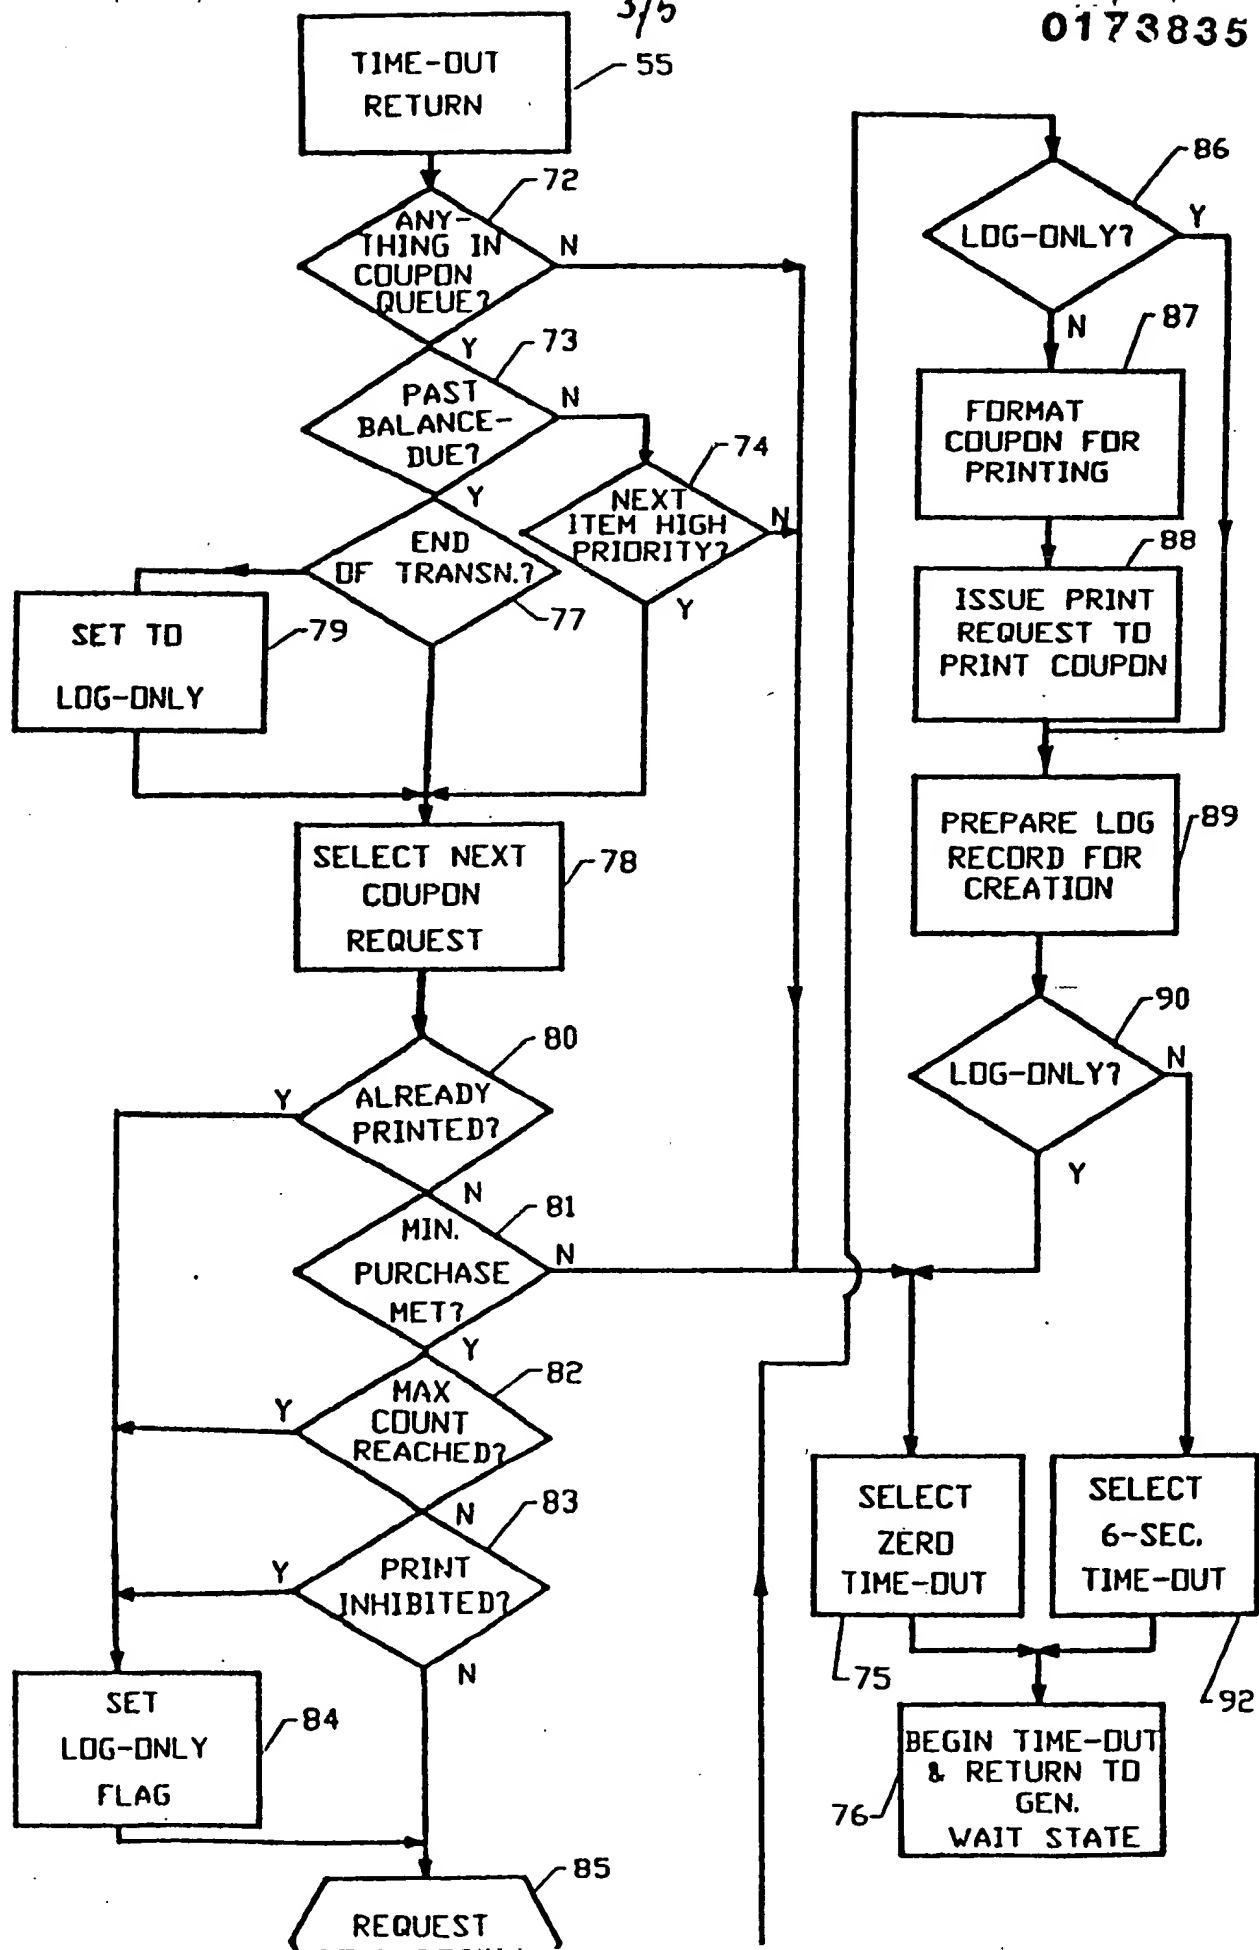 3/5
0173835
TIME-OUT
RETURN
55
72
ANY-
THING IN
COUPON
QUEUE?
N
Y
73
PAST
BALANCE-
DUE?
N
Y
74
NEXT
ITEM HIGH
PRIORITY?
N
Y
END
OF TRANSN.?
77
SET TO
LOG-ONLY
79
SELECT NEXT
COUPON
REQUEST
78
80
ALREADY
PRINTED?
Y
N
81
MIN.
PURCHASE
MET?
N
Y
82
MAX
COUNT
REACHED?
Y
N
83
PRINT
INHIBITED?
Y
N
SET
LOG-ONLY
FLAG
84
85
REQUEST
86
LOG-ONLY?
Y
N
87
FORMAT
COUPON FOR
PRINTING
88
ISSUE PRINT
REQUEST TO
PRINT COUPON
PREPARE LOG
RECORD FOR
CREATION
89
90
LOG-ONLY?
N
Y
SELECT
ZERO
TIME-OUT
75
SELECT
6-SEC.
TIME-OUT
92
BEGIN TIME-OUT
& RETURN TO
GEN.
WAIT STATE
76